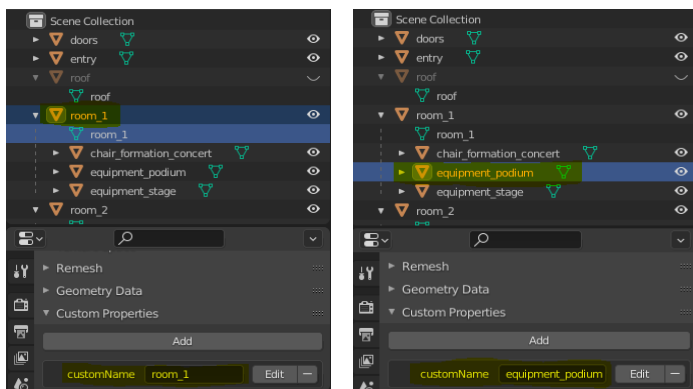 Scene Collection
doors
entry
roof
roof
room_1
room_1
chair_formation_concert
equipment_podium
equipment_stage
room_2
Remesh
Geometry Data
Custom Properties
Add
customName room_1 Edit
Scene Collection
doors
entry
roof
roof
room_1
room_1
chair_formation_concert
equipment_podium
equipment_stage
room_2
Remesh
Geometry Data
Custom Properties
Add
customName equipment_podium Edit